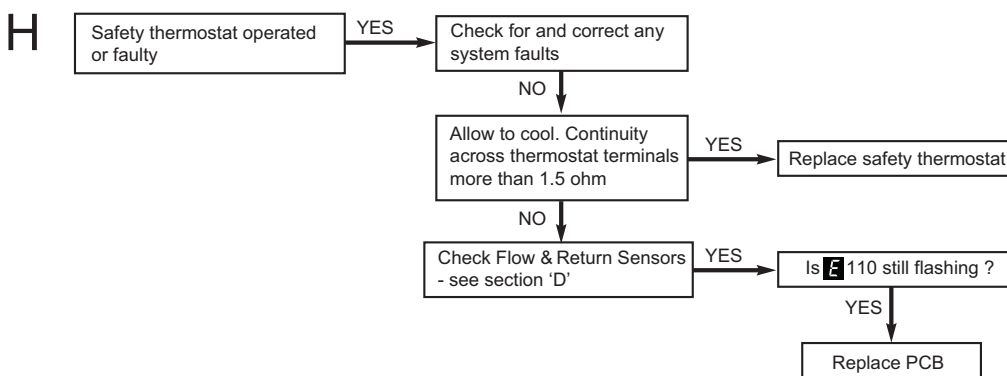 H
Safety thermostat operated
or faulty
YES
Check for and correct any
system faults
NO
Allow to cool. Continuity
across thermostat terminals
more than 1.5 ohm
YES
Replace safety thermostat
NO
Check Flow & Return Sensors
- see section ‘D’
YES
Is E 110 still flashing ?
YES
Replace PCB